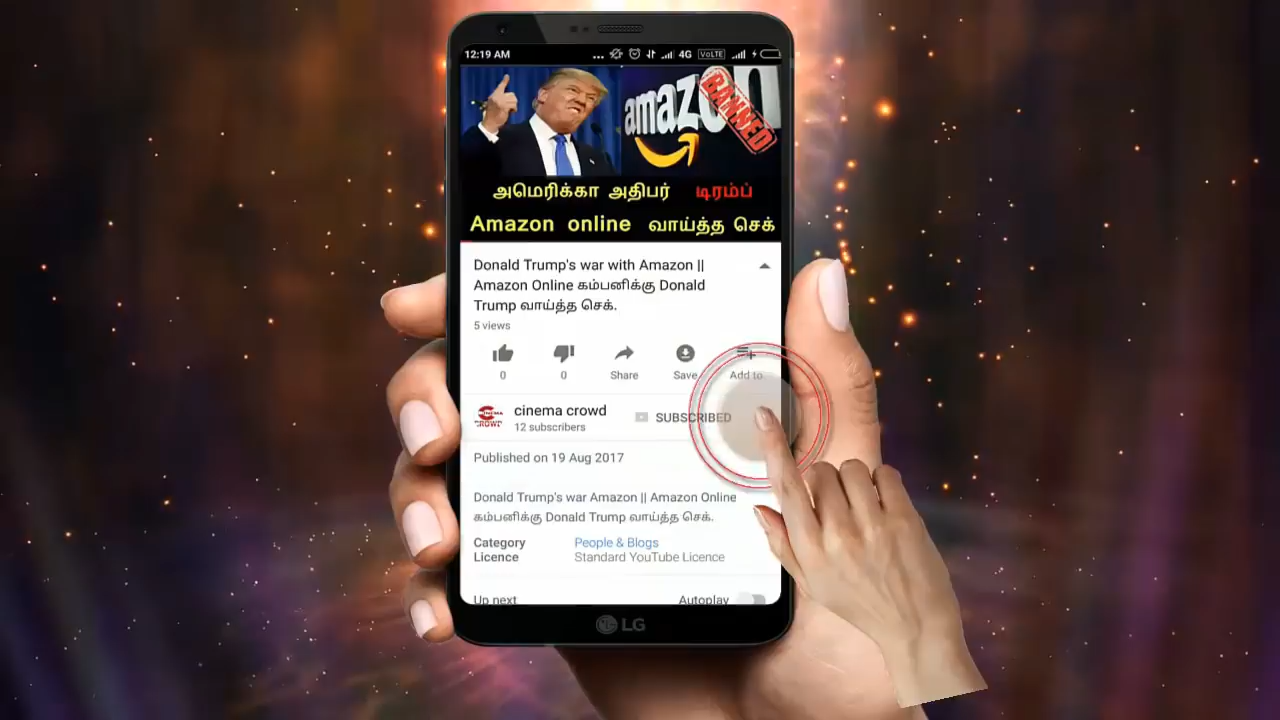 12:19 AM
4G
VoLTE
amazon
BANNED
அமெரிக்கா அதிபர் டிரம்ப்
Amazon online வாய்த்த செக்
Donald Trump's war with Amazon ||
Amazon Online கம்பனிக்கு Donald
Trump வாய்த்த செக்.
5 views
0
0
Share
Save
Add to
CINEMA
CROWD
cinema crowd
SUBSCRIBED
12 subscribers
Published on 19 Aug 2017
Donald Trump's war Amazon || Amazon Online
கம்பனிக்கு Donald Trump வாய்த்த செக்.
Category People & Blogs
Licence Standard YouTube Licence
Up next Autoplay
LG